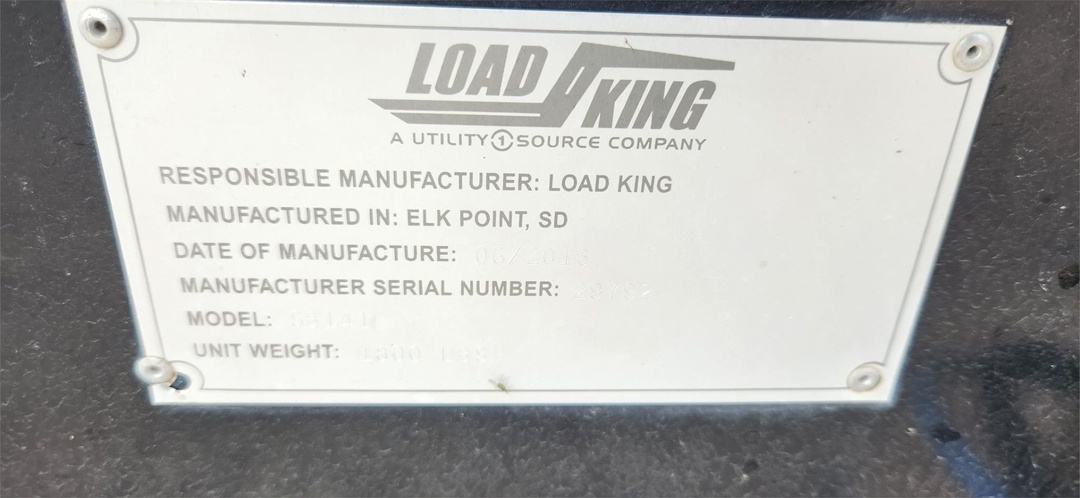 LOAD KING
A UTILITY 1 SOURCE COMPANY
RESPONSIBLE MANUFACTURER: LOAD KING
MANUFACTURED IN: ELK POINT, SD
DATE OF MANUFACTURE:
MANUFACTURER SERIAL NUMBER:
MODEL:
UNIT WEIGHT: